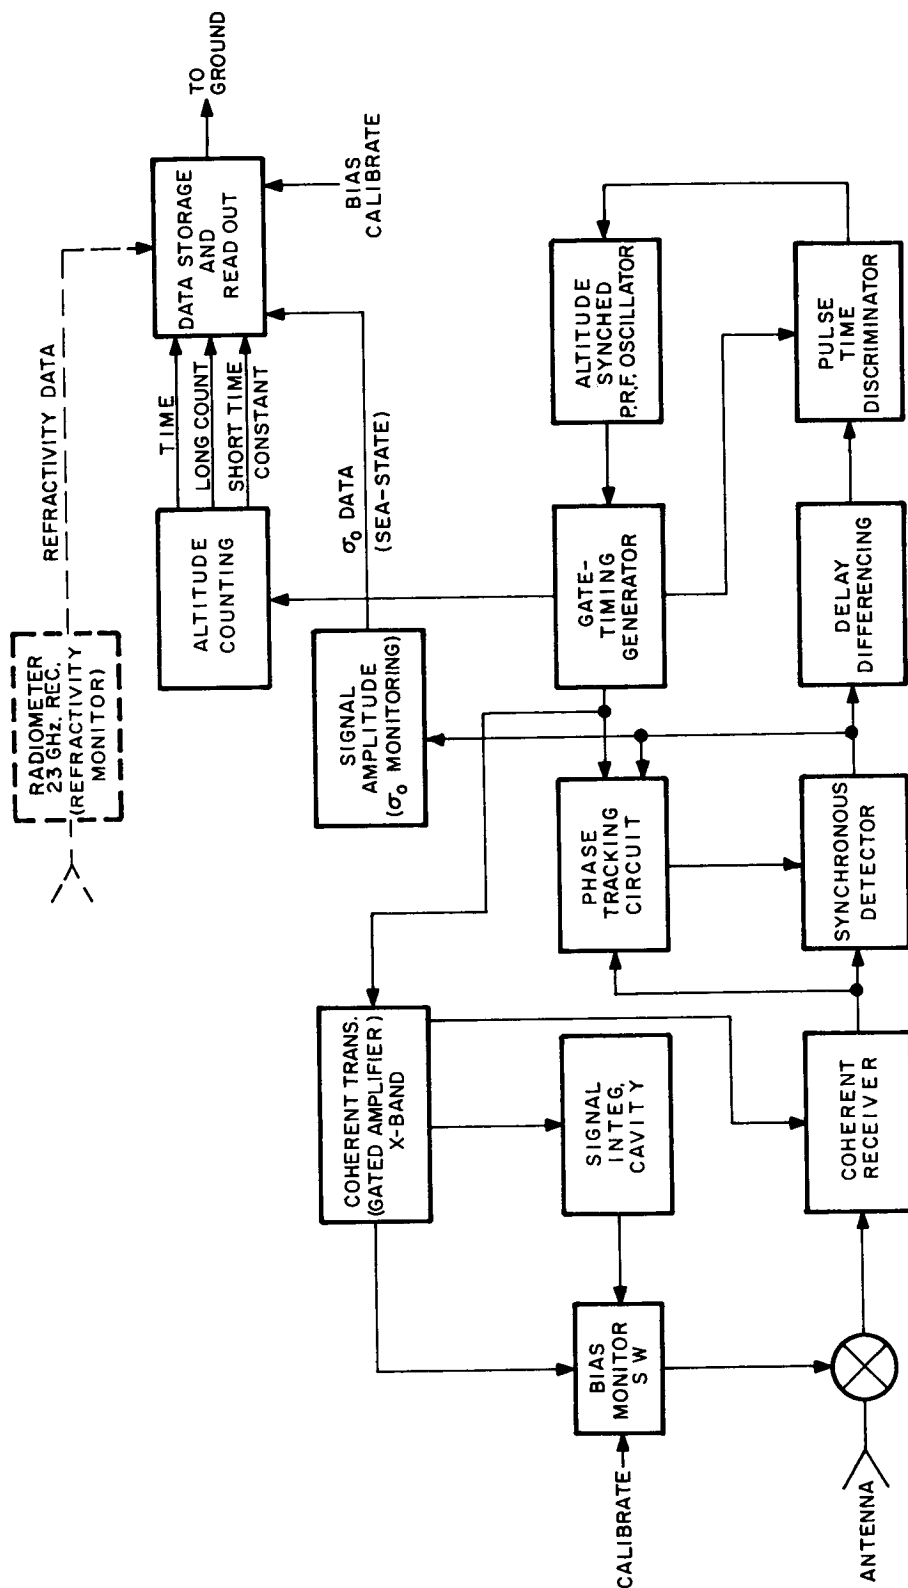 RADIOMETER
23 GHz. REC.
(REFRACTIVITY
MONITOR)
REFRACTIVITY DATA
ALTITUDE
COUNTING
TIME
LONG COUNT
SHORT TIME
CONSTANT
DATA STORAGE
AND
READ OUT
TO
GROUND
BIAS
CALIBRATE
σ₀ DATA
(SEA-STATE)
SIGNAL
AMPLITUDE
(σ₀ MONITORING)
COHERENT TRANS.
(GATED AMPLIFIER)
X-BAND
SIGNAL
INTEG.
CAVITY
BIAS
MONITOR
S W
CALIBRATE
PHASE
TRACKING
CIRCUIT
GATE-
TIMING
GENERATOR
ALTITUDE
SYNCHED
P.R.F. OSCILLATOR
ANTENNA
COHERENT
RECEIVER
SYNCHRONOUS
DETECTOR
DELAY
DIFFERENCING
PULSE
TIME
DISCRIMINATOR